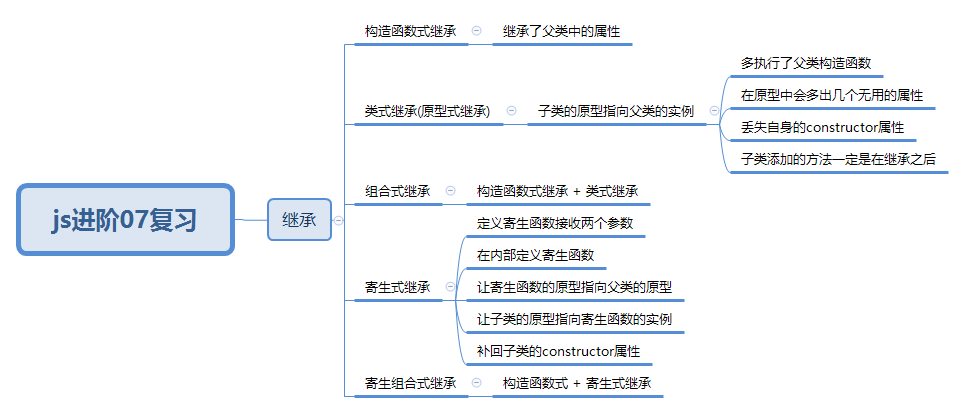 js进阶07复习
继承
构造函数式继承
继承了父类中的属性
类式继承(原型式继承)
子类的原型指向父类的实例
多执行了父类构造函数
在原型中会多出几个无用的属性
丢失自身的constructor属性
子类添加的方法一定是在继承之后
组合式继承
构造函数式继承 + 类式继承
寄生式继承
定义寄生函数接收两个参数
在内部定义寄生函数
让寄生函数的原型指向父类的原型
让子类的原型指向寄生函数的实例
补回子类的constructor属性
寄生组合式继承
构造函数式 + 寄生式继承